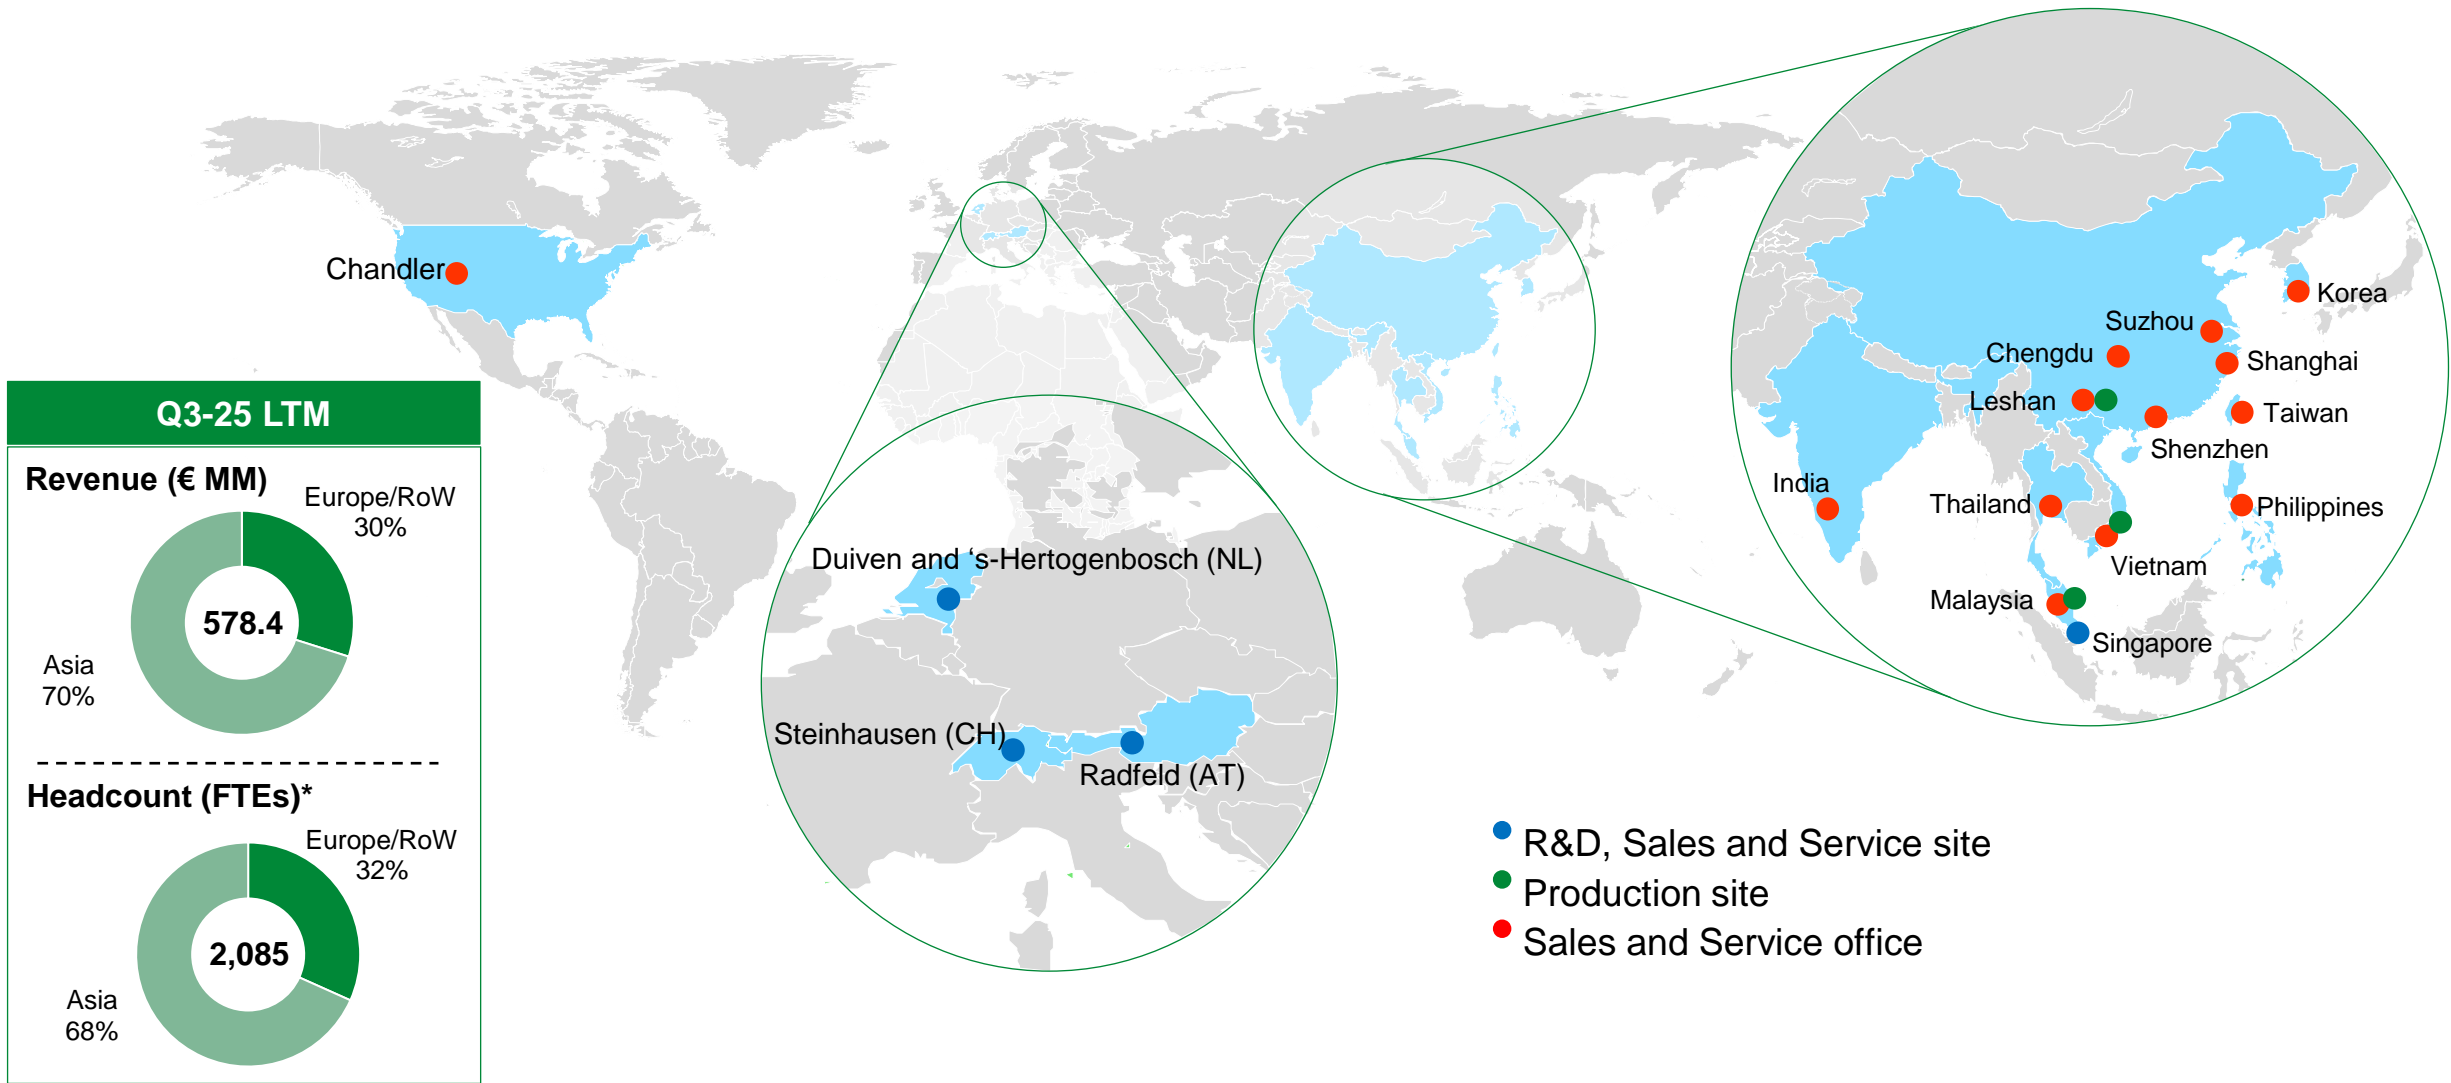 Chandler
Q3-25 LTM
Revenue (€ MM)
Europe/RoW
30%
578.4
Asia
70%
Headcount (FTEs)*
Europe/RoW
32%
2,085
Asia
68%
Duiven and ‘s-Hertogenbosch (NL)
Steinhausen (CH)
Radfeld (AT)
Korea
Suzhou
Chengdu
Shanghai
Leshan
Taiwan
Shenzhen
India
Thailand
Philippines
Vietnam
Malaysia
Singapore
R&D, Sales and Service site
Production site
Sales and Service office